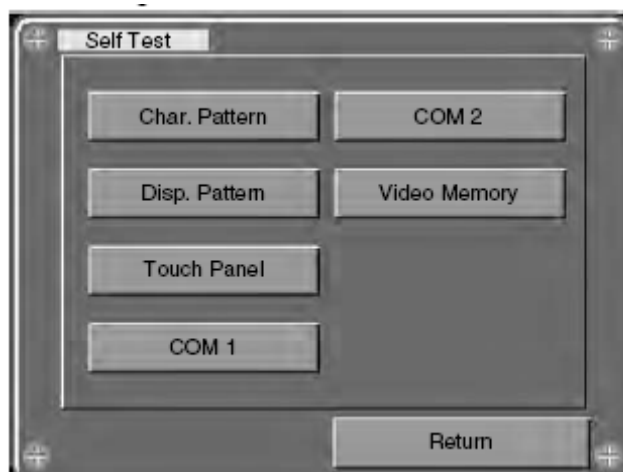 Self Test
Char. Pattern
COM 2
Disp. Pattern
Video Memory
Touch Panel
COM 1
Return